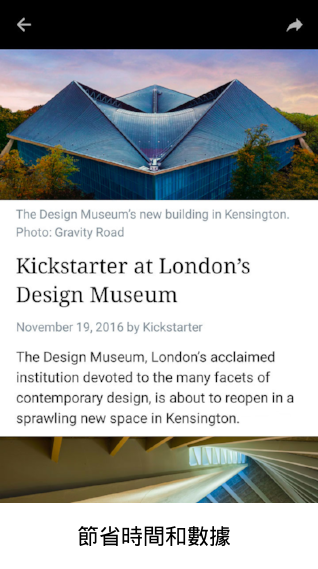 The Design Museum's new building in Kensington.
Photo: Gravity Road
Kickstarter at London's
Design Museum
November 19, 2016 by Kickstarter
The Design Museum, London's acclaimed
institution devoted to the many facets of
contemporary design, is about to reopen in a
sprawling new space in Kensington.
節省時間和數據